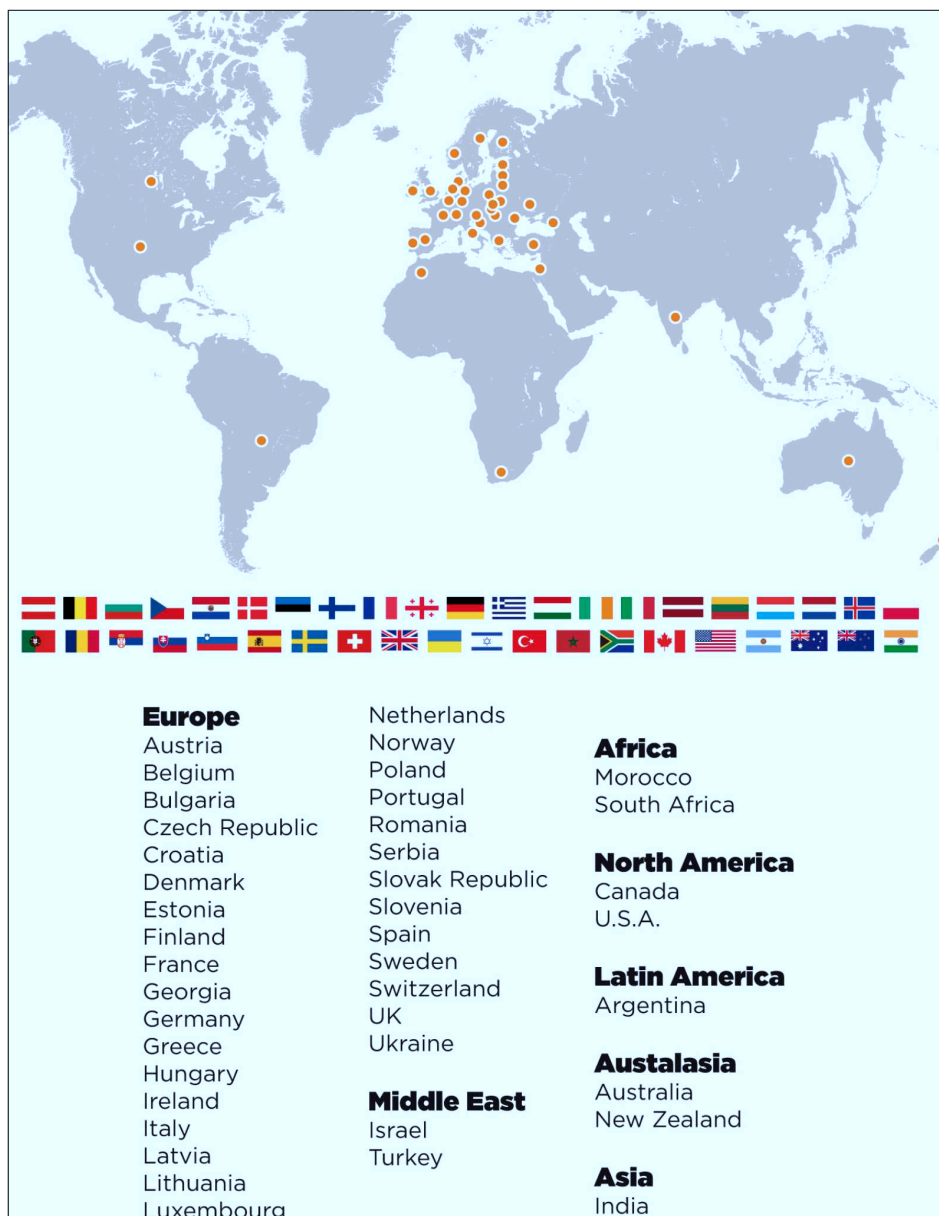 Europe
Austria
Belgium
Bulgaria
Czech Republic
Croatia
Denmark
Estonia
Finland
France
Georgia
Germany
Greece
Hungary
Ireland
Italy
Latvia
Lithuania
Luxembourg
Netherlands
Norway
Poland
Portugal
Romania
Serbia
Slovak Republic
Slovenia
Spain
Sweden
Switzerland
UK
Ukraine
Middle East
Israel
Turkey
Africa
Morocco
South Africa
North America
Canada
U.S.A.
Latin America
Argentina
Austalasia
Australia
New Zealand
Asia
India